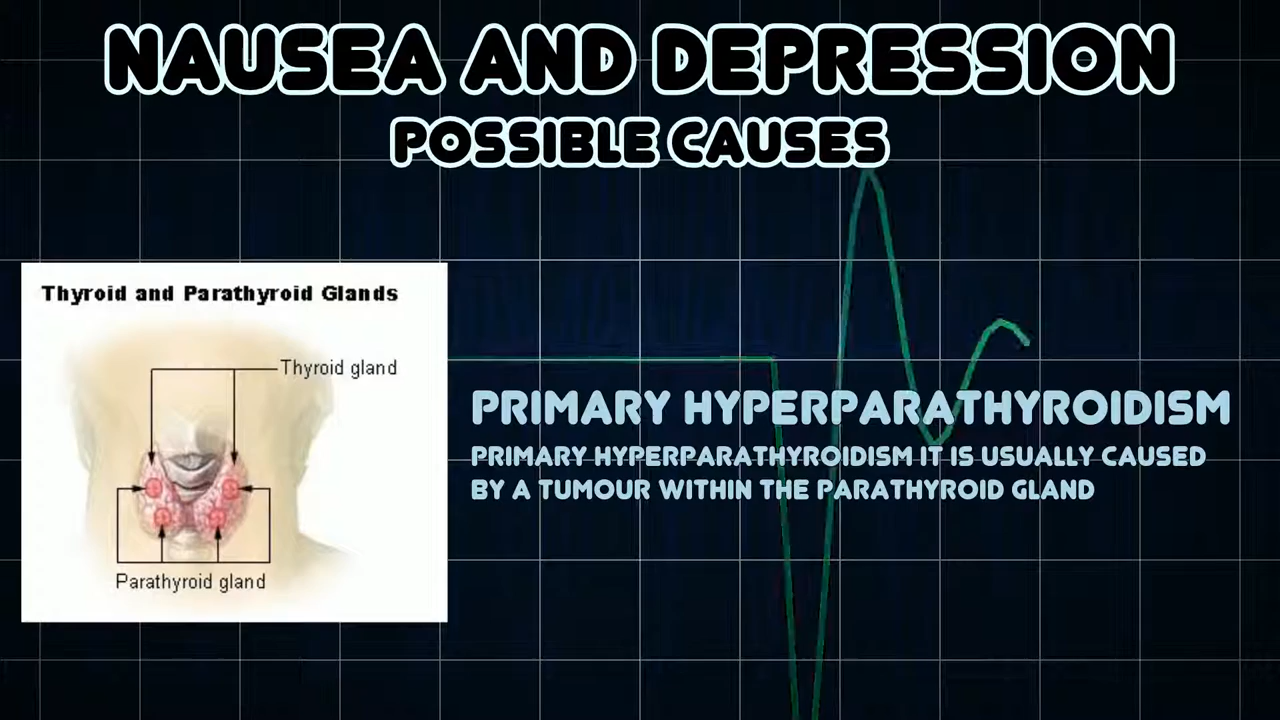 NAUSEA AND DEPRESSION
POSSIBLE CAUSES
Thyroid and Parathyroid Glands
Thyroid gland
Parathyroid gland
PRIMARY HYPERPARATHYROIDISM
PRIMARY HYPERPARATHYROIDISM IT IS USUALLY CAUSED
BY A TUMOUR WITHIN THE PARATHYROID GLAND